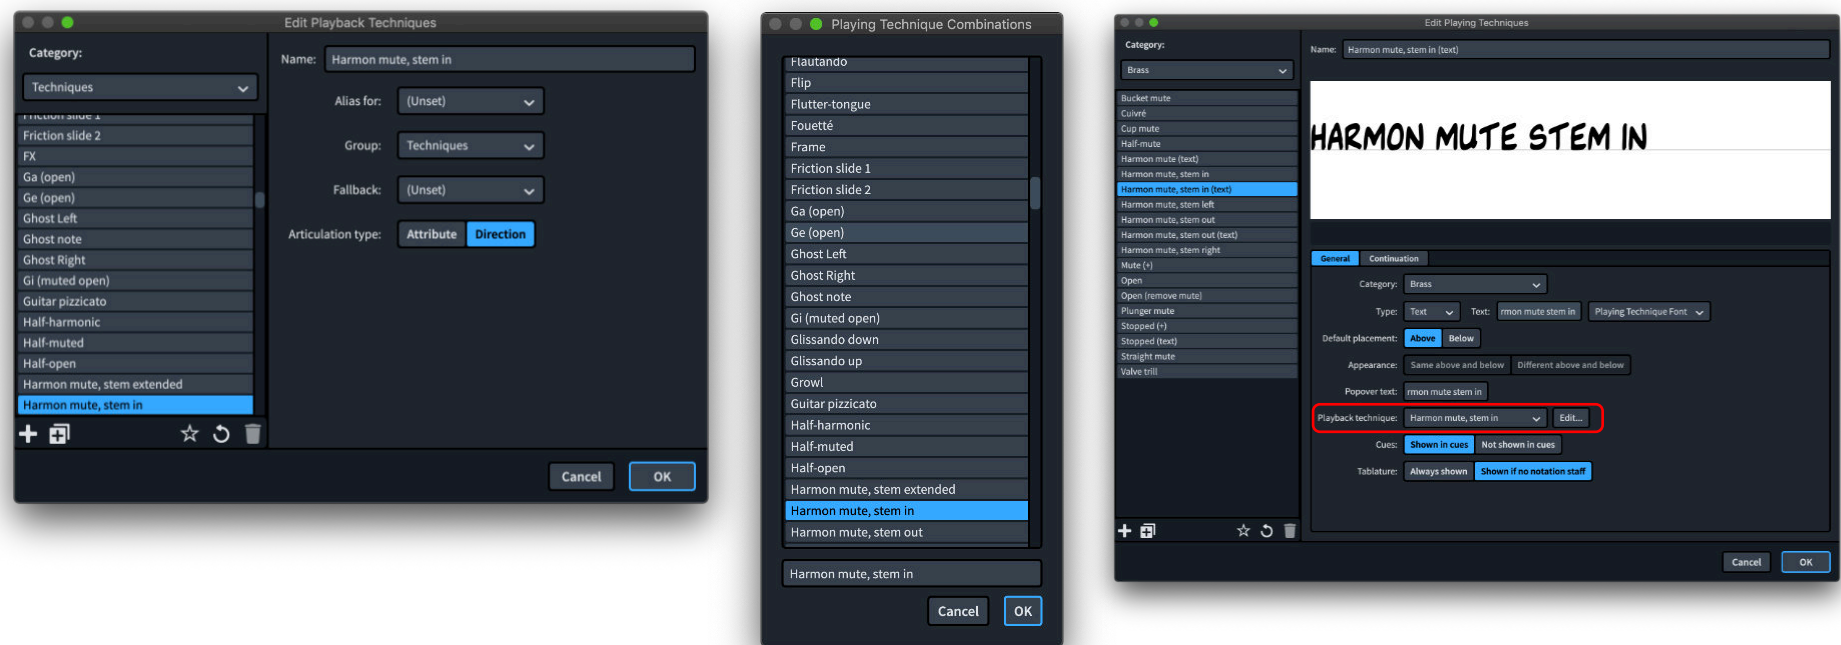 Edit Playback Techniques
Category:
Techniques
Friction slide 1
Friction slide 2
FX
Ga (open)
Ge (open)
Ghost Left
Ghost note
Ghost Right
Gi (muted open)
Guitar pizzicato
Half-harmonic
Half-muted
Half-open
Harmon mute, stem extended
Harmon mute, stem in
Name: Harmon mute, stem in
Alias for: (Unset)
Group: Techniques
Fallback: (Unset)
Articulation type: Attribute Direction
Cancel OK
Playing Technique Combinations
Flautando
Flip
Flutter-tongue
Fouetté
Frame
Friction slide 1
Friction slide 2
Ga (open)
Ge (open)
Ghost Left
Ghost Right
Ghost note
Gi (muted open)
Glissando down
Glissando up
Growl
Guitar pizzicato
Half-harmonic
Half-muted
Half-open
Harmon mute, stem extended
Harmon mute, stem in
Harmon mute, stem out
Harmon mute, stem in
Cancel OK
Edit Playing Techniques
Category:
Brass
Bucket mute
Cuivré
Cup mute
Half-mute
Harmon mute (text)
Harmon mute, stem in
Harmon mute, stem in (text)
Harmon mute, stem left
Harmon mute, stem out
Harmon mute, stem out (text)
Harmon mute, stem right
Mute (+)
Open
Open (remove mute)
Plunger mute
Stopped (+)
Stopped (text)
Straight mute
Valve trill
Name: Harmon mute, stem in (text)
HARMON MUTE STEM IN
General Continuation
Category: Brass
Type: Text Text: rmon mute stem in Playing Technique Font
Default placement: Above Below
Appearance: Same above and below Different above and below
Popover text: rmon mute stem in
Playback technique: Harmon mute, stem in Edit...
Cues: Shown in cues Not shown in cues
Tablature: Always shown Shown if no notation staff
Cancel OK